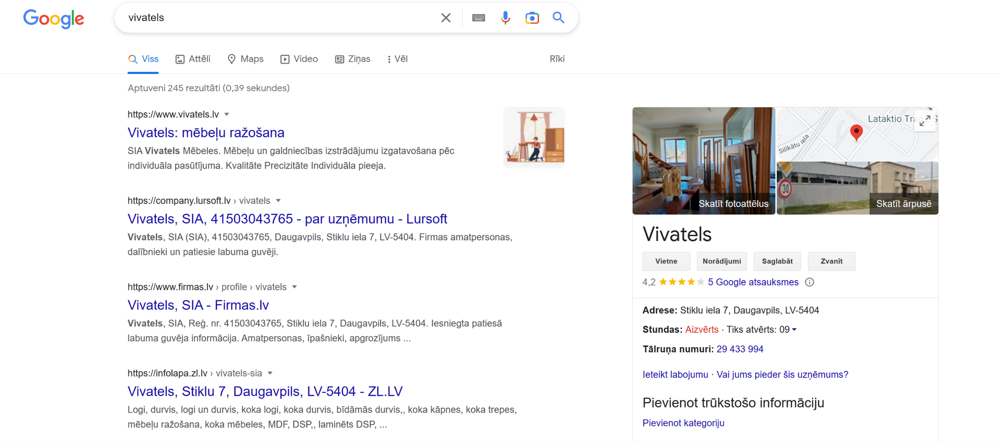 Google
vivatels
Viss
Attēli
Maps
Video
Ziņas
Vēl
Rīki
Aptuveni 245 rezultāti (0,39 sekundes)
https://www.vivatels.lv
Vivatels: mēbeļu ražošana
SIA Vivatels Mēbeles. Mēbeļu un galdniecības izstrādājumu izgatavošana pēc
individuāla pasūtījuma. Kvalitāte Precizitāte Individuāla pieeja.
https://company.lursoft.lv › vivatels
Vivatels, SIA, 41503043765 - par uzņēmumu - Lursoft
Vivatels, SIA (SIA), 41503043765, Daugavpils, Stiklu iela 7, LV-5404. Firmas amatpersonas,
dalībnieki un patiesie labuma guvēji.
https://www.firmas.lv › profile › vivatels
Vivatels, SIA - Firmas.lv
Vivatels, SIA, Reģ. nr. 41503043765, Stiklu iela 7, Daugavpils, LV-5404. Iesniegta patiesā
labuma guvēja informācija. Amatpersonas, īpašnieki, apgrozījums ...
https://infolapa.zl.lv › vivatels-sia
Vivatels, Stiklu 7, Daugavpils, LV-5404 - ZL.LV
Logi, durvis, logi un durvis, koka logi, koka durvis, bīdāmās durvis,, koka kāpnes, koka trepes,
mēbeļu ražošana, koka mēbeles, MDF, DSP,, laminēts DSP, ...
Lataktio
Silikātu iela
30
Skatīt fotoattēlus
Skatīt ārpusē
Vivatels
Vietne
Norādījumi
Saglabāt
Zvanīt
4,2
5 Google atsauksmes
Adrese: Stiklu iela 7, Daugavpils, LV-5404
Stundas: Aizvērts · Tiks atvērts: 09
Tālruņa numuri: 29 433 994
Ieteikt labojumu · Vai jums pieder šis uzņēmums?
Pievienot trūkstošo informāciju
Pievienot kategoriju